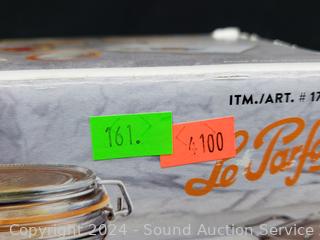 ITM./ART. # 17
161.
4100
Le Parf
Copyright 2024 - Sound Auction Service